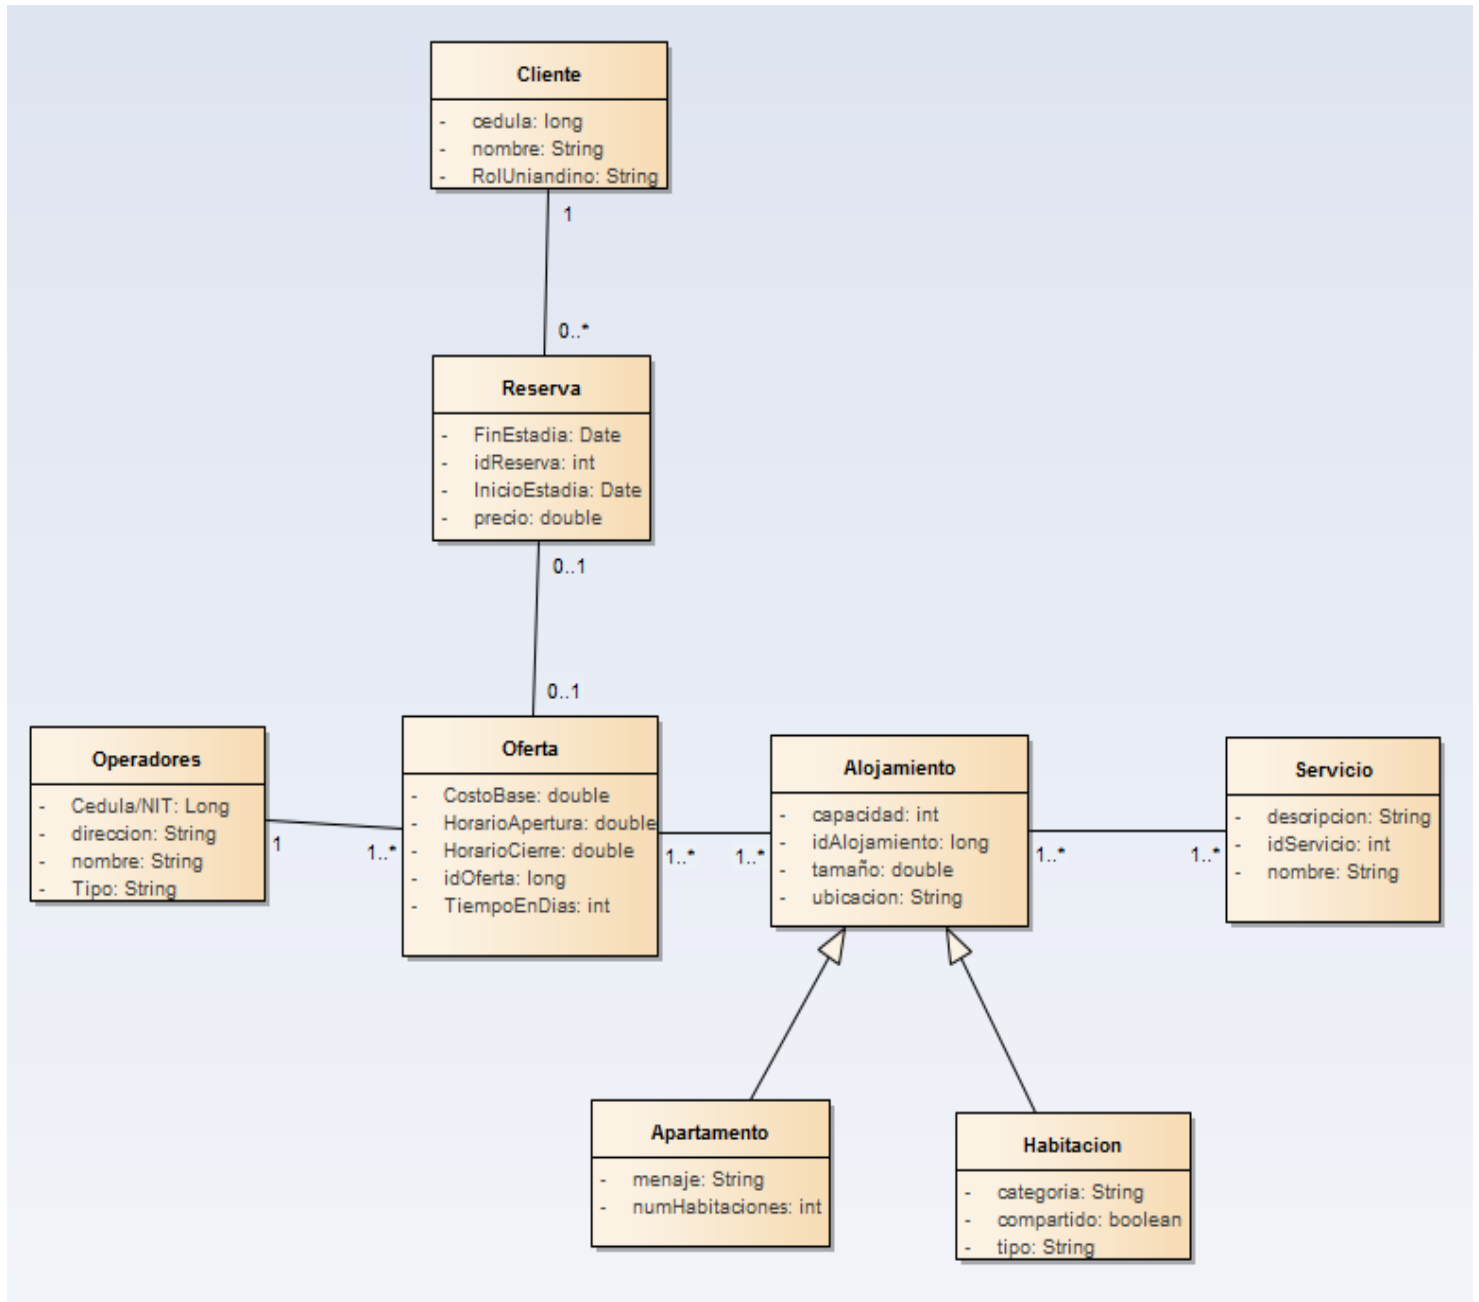 Cliente
- cedula: long
- nombre: String
- RolUniandino: String
1
0..*
Reserva
- FinEstadia: Date
- idReserva: int
- InicioEstadia: Date
- precio: double
0..1
0..1
Operadores
- Cedula/NIT: Long
- direccion: String
- nombre: String
- Tipo: String
1
1..*
Oferta
- CostoBase: double
- HorarioApertura: double
- HorarioCierre: double
- idOferta: long
- TiempoEnDias: int
1..*
1..*
Alojamiento
- capacidad: int
- idAlojamiento: long
- tamaño: double
- ubicacion: String
1..*
1..*
Servicio
- descripcion: String
- idServicio: int
- nombre: String
Apartamento
- menaje: String
- numHabitaciones: int
Habitacion
- categoria: String
- compartido: boolean
- tipo: String